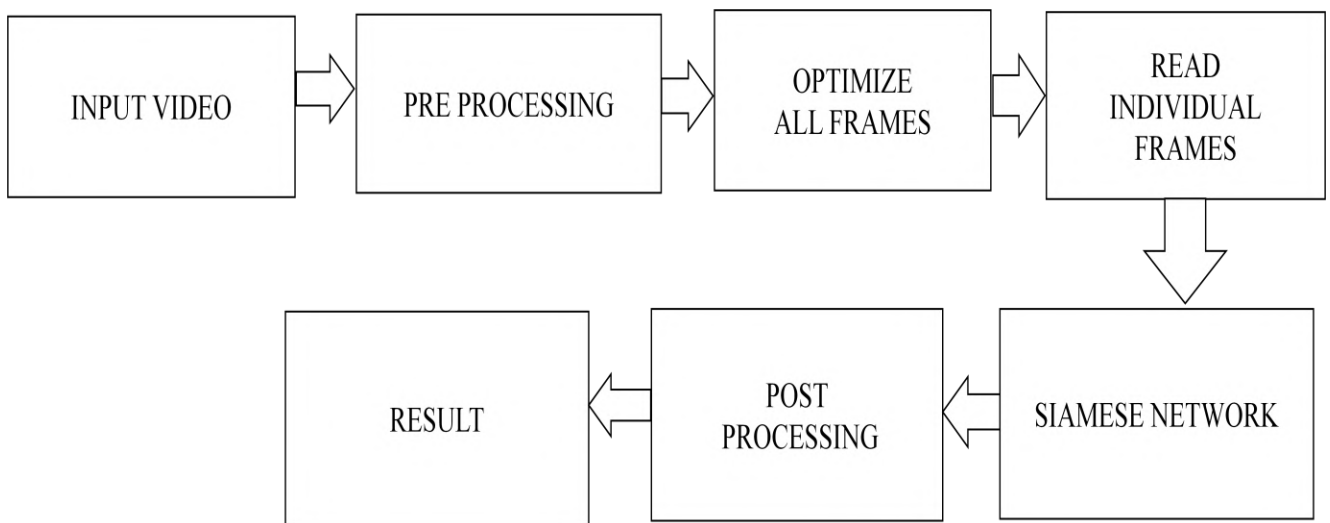 INPUT VIDEO
PRE PROCESSING
OPTIMIZE
ALL FRAMES
READ
INDIVIDUAL
FRAMES
SIAMESE NETWORK
POST
PROCESSING
RESULT